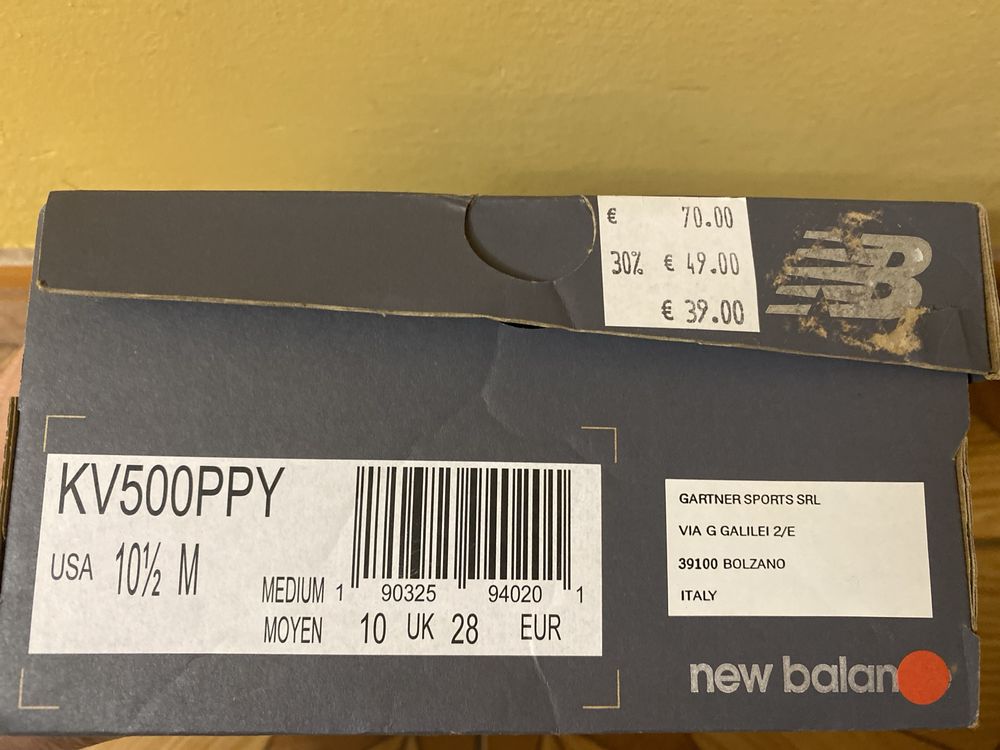 € 70.00
30% € 49.00
€ 39.00
NB
KV500PPY
USA 10½ M
MEDIUM
MOYEN
1 90325 94020 1
10 UK 28 EUR
GARTNER SPORTS SRL
VIA G GALILEI 2/E
39100 BOLZANO
ITALY
new balan